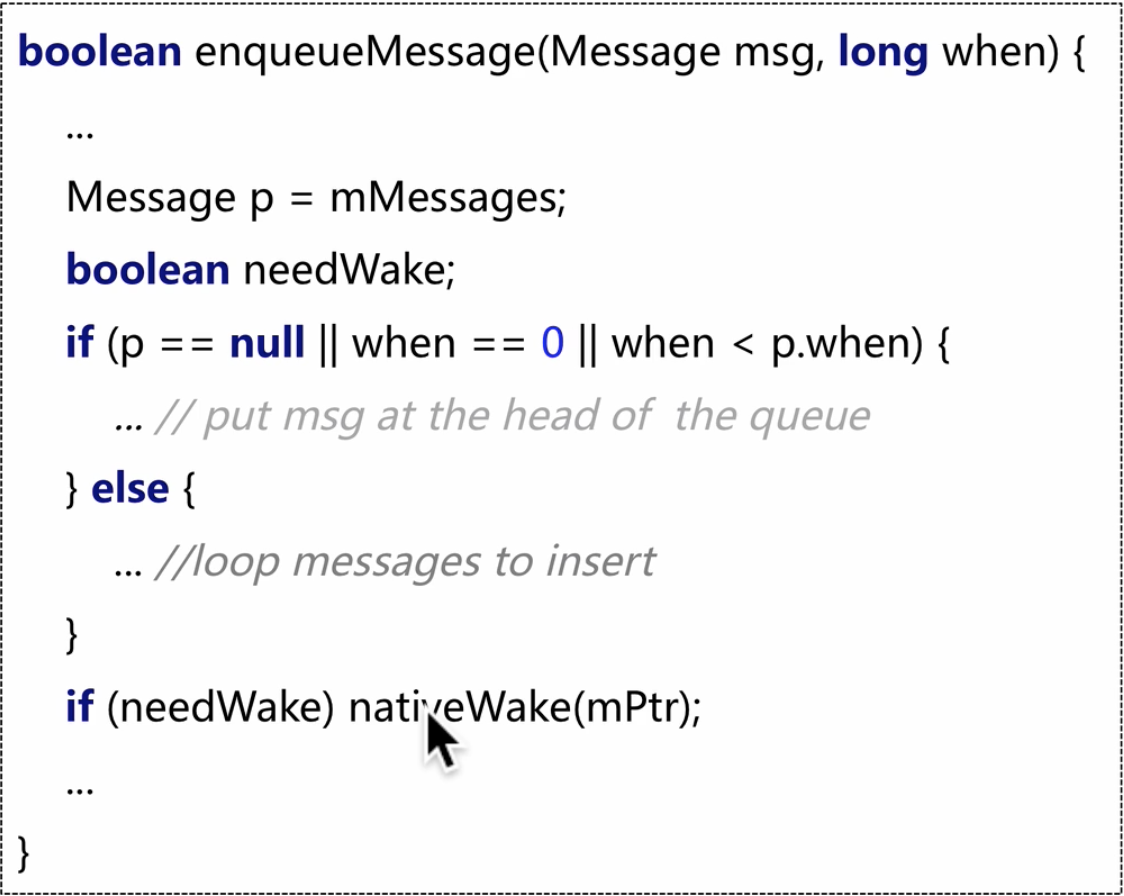 boolean enqueueMessage(Message msg, long when) {
...
Message p = mMessages;
boolean needWake;
if (p == null || when == 0 || when < p.when) {
... // put msg at the head of the queue
} else {
... //loop messages to insert
}
if (needWake) nativeWake(mPtr);
...
}